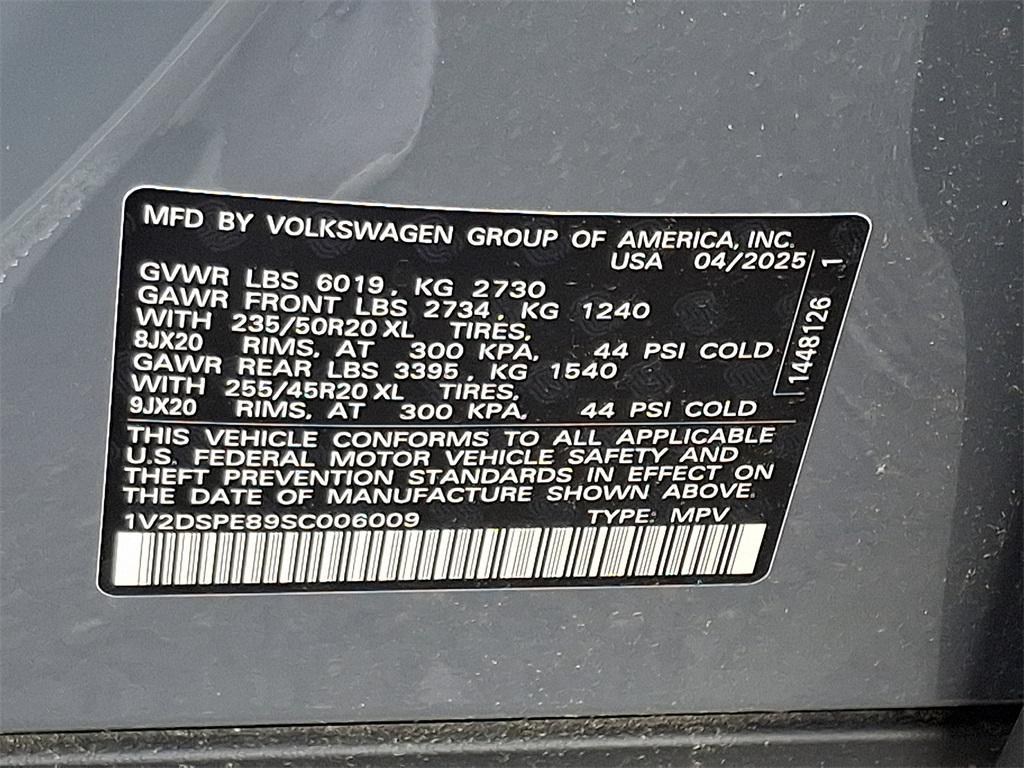 MFD BY VOLKSWAGEN GROUP OF AMERICA, INC.
USA 04/2025
GVWR LBS 6019, KG 2730
GAWR FRONT LBS 2734, KG 1240
WITH 235/50R20 XL TIRES,
8JX20 RIMS, AT 300 KPA, 44 PSI COLD
GAWR REAR LBS 3395, KG 1540
WITH 255/45R20 XL TIRES,
9JX20 RIMS, AT 300 KPA, 44 PSI COLD
1448126 1
THIS VEHICLE CONFORMS TO ALL APPLICABLE
U.S. FEDERAL MOTOR VEHICLE SAFETY AND
THEFT PREVENTION STANDARDS IN EFFECT ON
THE DATE OF MANUFACTURE SHOWN ABOVE.
1V2DSPE89SC006009 TYPE: MPV